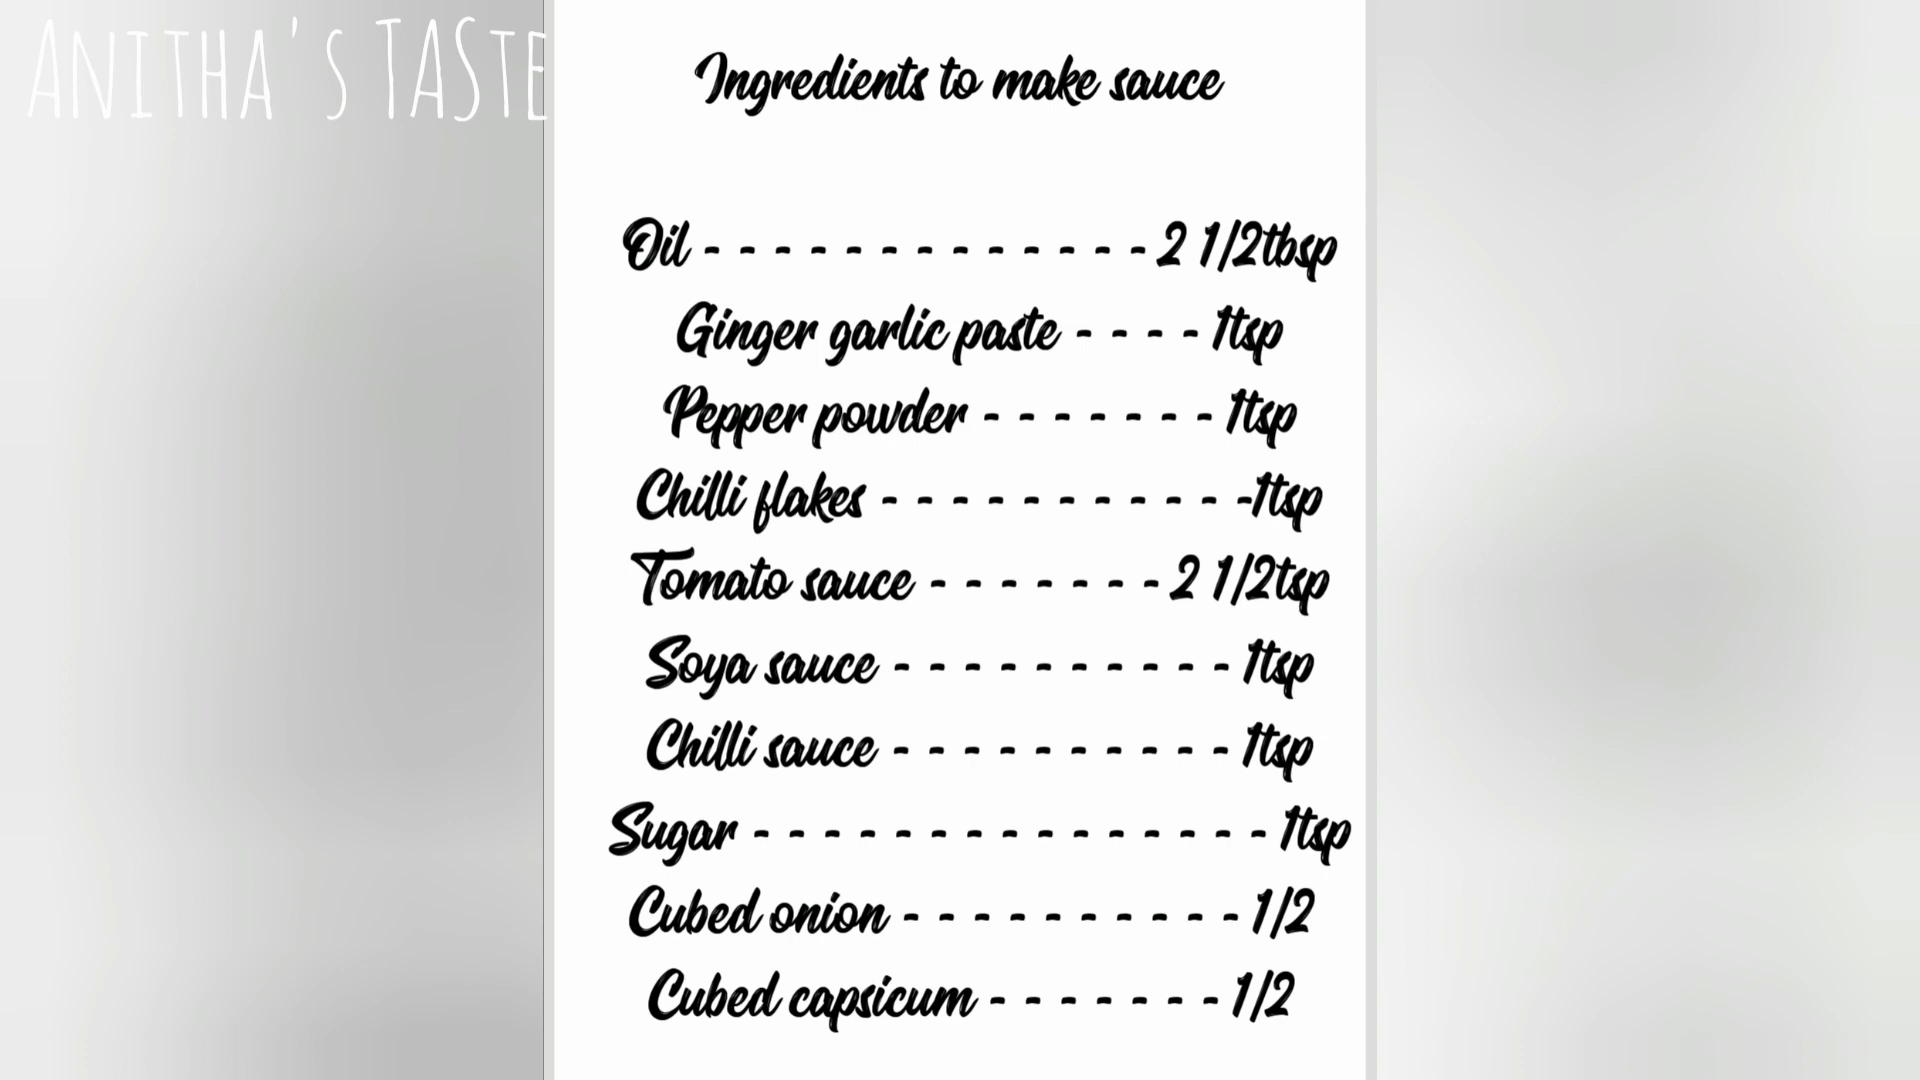 ANITHA'S TASTE
Ingredients to make sauce
Oil - - - - - - - - - - - - - 2 1/2tbsp
Ginger garlic paste - - - - 1tsp
Pepper powder - - - - - - - 1tsp
Chilli flakes - - - - - - - - - - -1tsp
Tomato sauce - - - - - - - 2 1/2tsp
Soya sauce - - - - - - - - - - 1tsp
Chilli sauce - - - - - - - - - - 1tsp
Sugar - - - - - - - - - - - - - - - 1tsp
Cubed onion - - - - - - - - - - 1/2
Cubed capsicum - - - - - - - 1/2